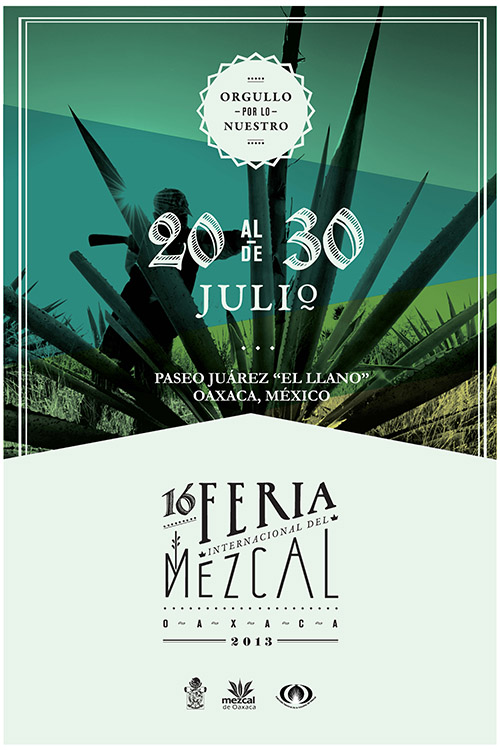 ORGULLO
POR LO
NUESTRO
20 AL DE 30
JULIO
PASEO JUÁREZ "EL LLANO"
OAXACA, MÉXICO
16 FERIA
INTERNACIONAL DEL
MEZCAL
O-A-X-A-C-A
2013
mezcal
de Oaxaca